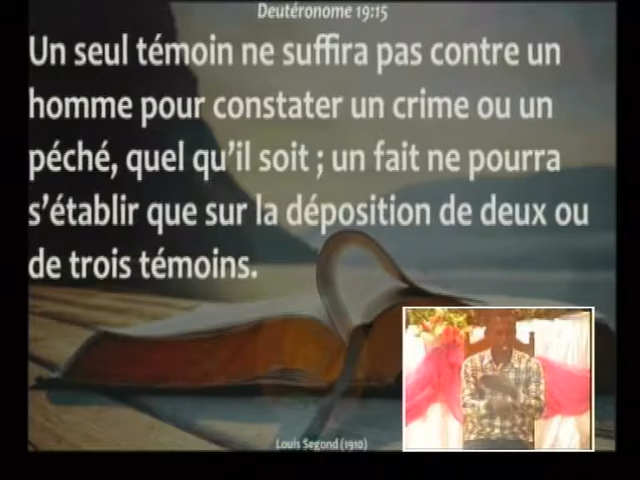 Deutéronome 19:15
Un seul témoin ne suffira pas contre un
homme pour constater un crime ou un
péché, quel qu'il soit ; un fait ne pourra
s'établir que sur la déposition de deux ou
de trois témoins.
Louis Segond (1910)